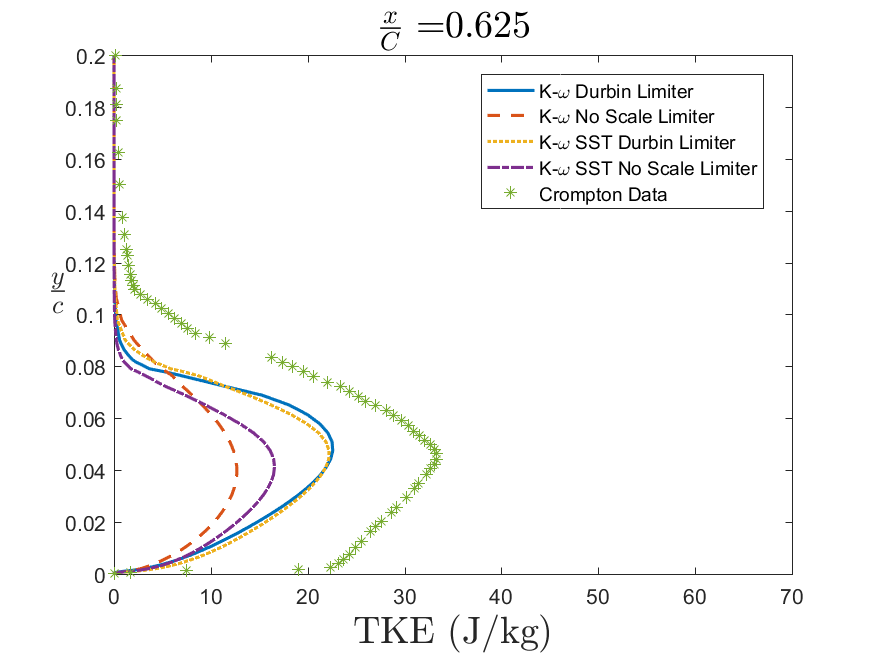 x/C =0.625
0.2
0.18
0.16
0.14
0.12
0.1
0.08
0.06
0.04
0.02
0
y/c
K-ω Durbin Limiter
K-ω No Scale Limiter
K-ω SST Durbin Limiter
K-ω SST No Scale Limiter
Crompton Data
0 10 20 30 40 50 60 70
TKE (J/kg)